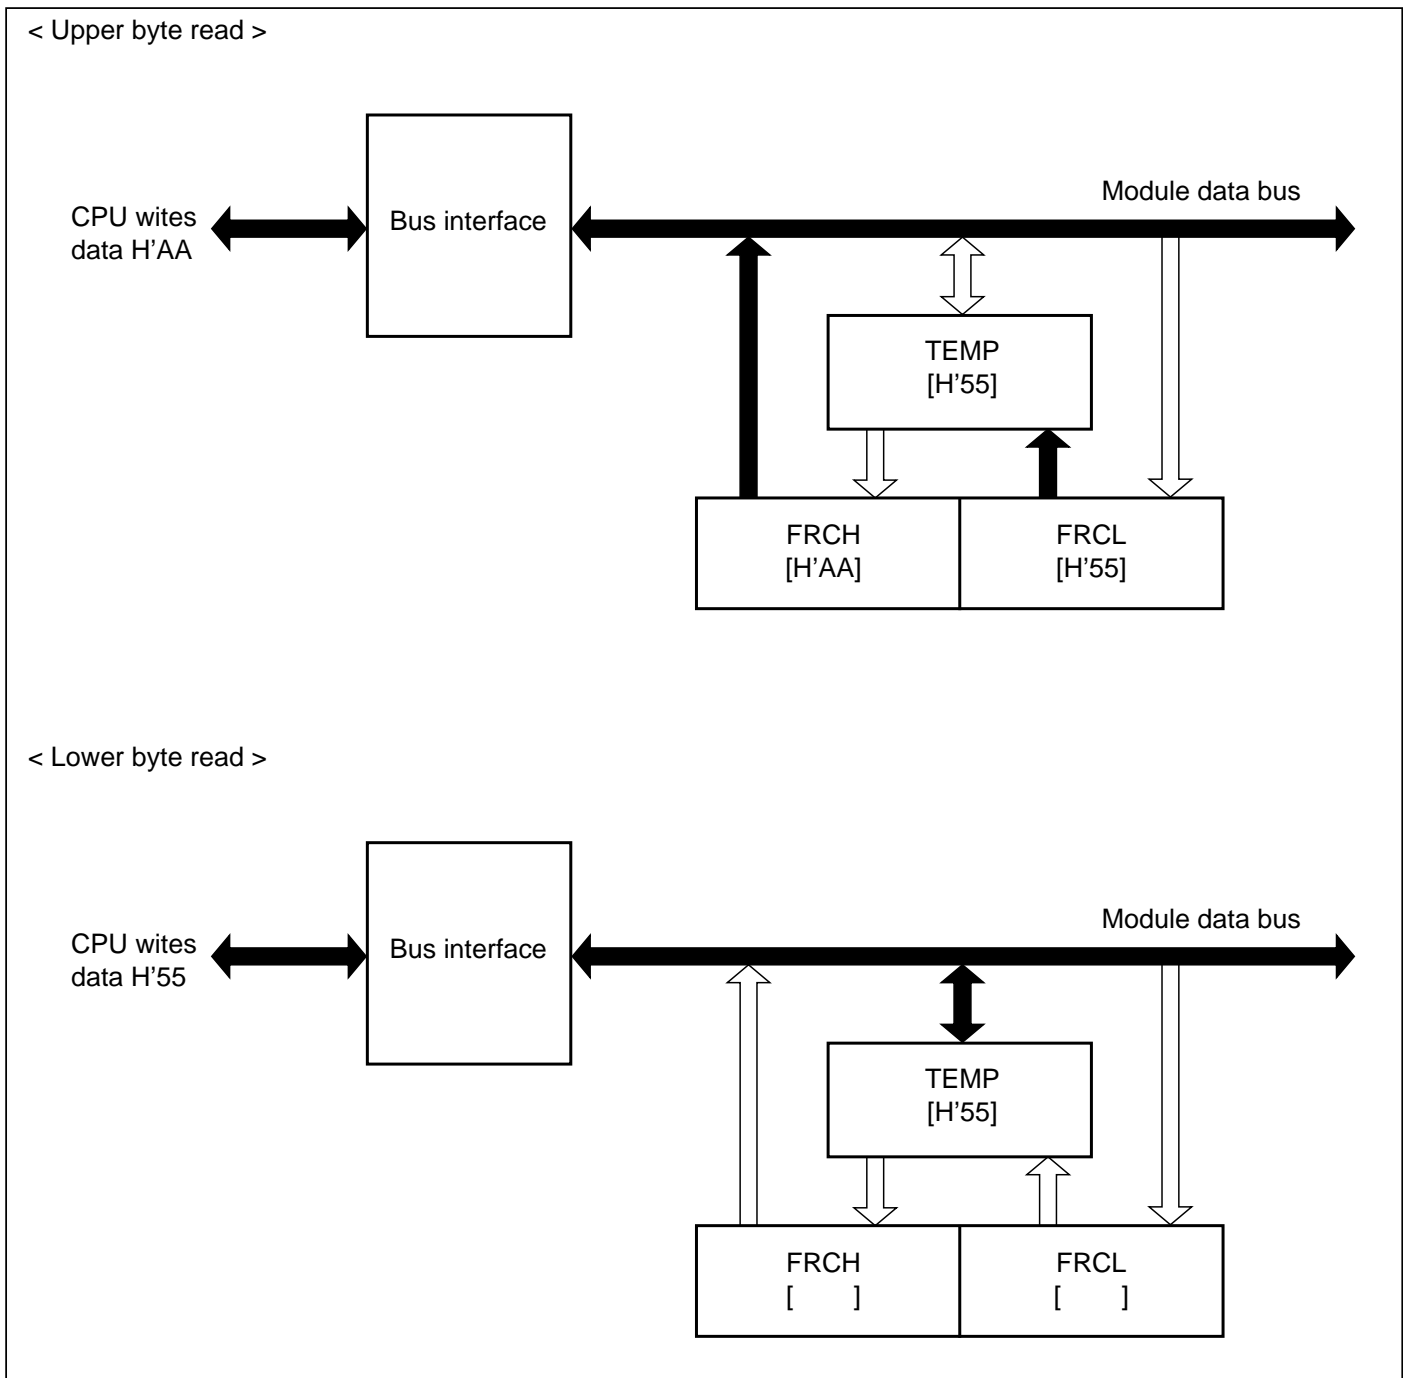 < Upper byte read >
Module data bus
CPU wites
data H’AA
Bus interface
TEMP
[H’55]
FRCH
[H’AA]
FRCL
[H’55]
< Lower byte read >
Module data bus
CPU wites
data H’55
Bus interface
TEMP
[H’55]
FRCH
[ ]
FRCL
[ ]